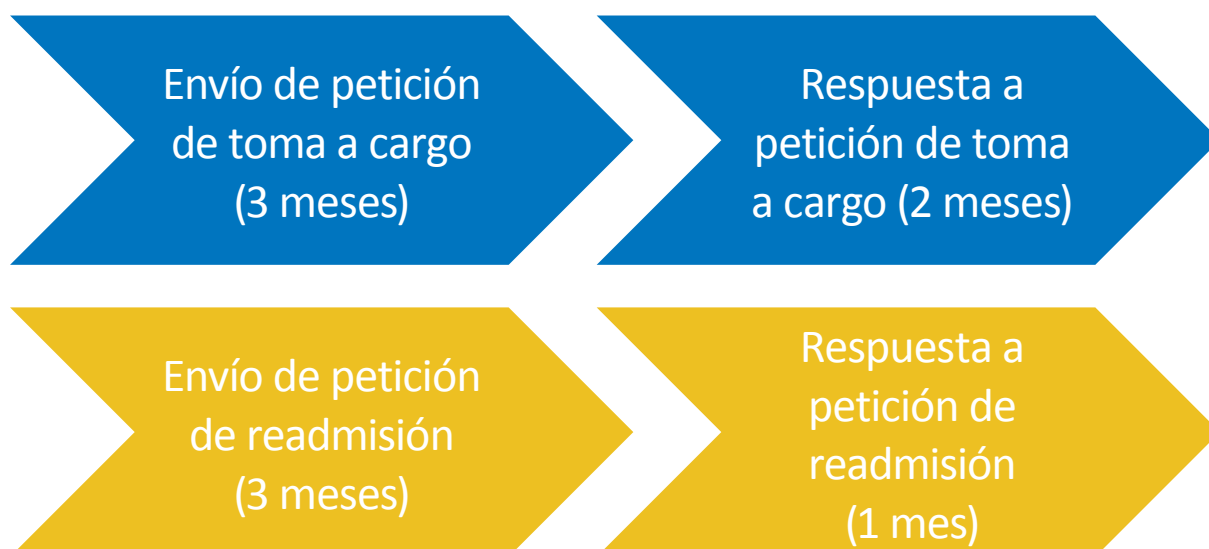 Envío de petición
de toma a cargo
(3 meses)
Respuesta a
petición de toma
a cargo (2 meses)
Envío de petición
de readmisión
(3 meses)
Respuesta a
petición de
readmisión
(1 mes)